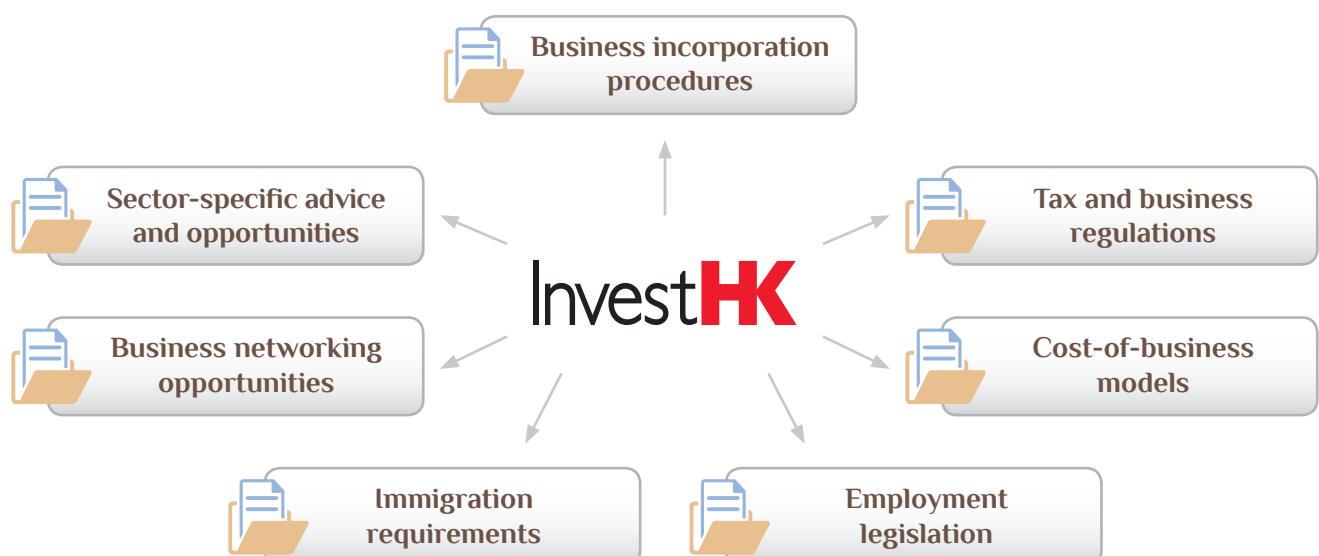 Business incorporation
procedures
Sector-specific advice
and opportunities
Tax and business
regulations
InvestHK
Business networking
opportunities
Cost-of-business
models
Immigration
requirements
Employment
legislation